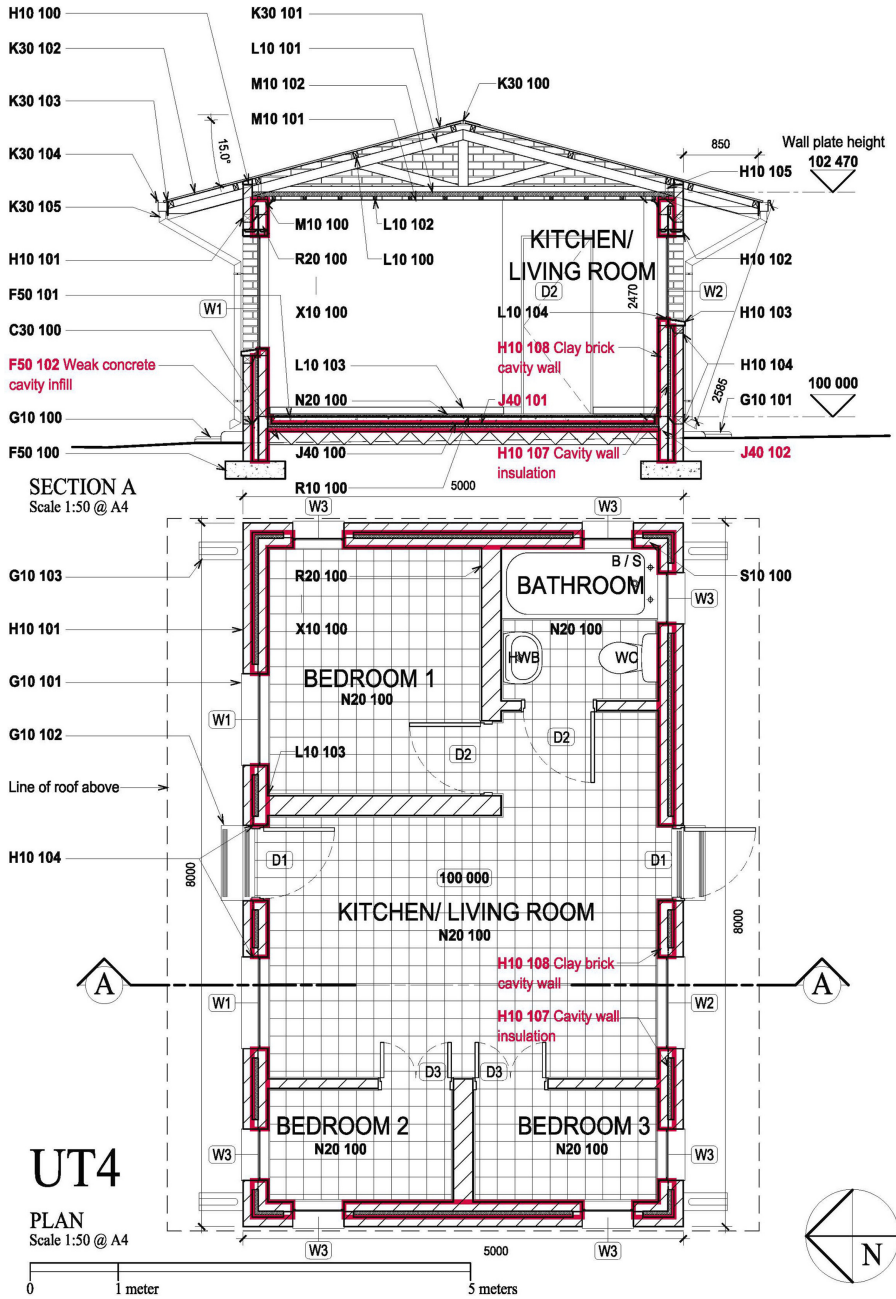 H10 100
K30 102
K30 103
K30 104
K30 105
H10 101
F50 101
C30 100
F50 102 Weak concrete
cavity infill
G10 100
F50 100
K30 101
L10 101
M10 102
M10 101
K30 100
15.0°
850
Wall plate height
102 470
H10 105
M10 100
L10 102
R20 100
L10 100
KITCHEN/
LIVING ROOM
H10 102
W1
D2
2470
W2
X10 100
L10 104
H10 103
L10 103
H10 108 Clay brick
cavity wall
H10 104
N20 100
J40 101
2585
100 000
G10 101
J40 100
H10 107 Cavity wall
insulation
J40 102
R10 100
5000
SECTION A
Scale 1:50 @ A4
W3
W3
G10 103
R20 100
B / S
BATHROOM
S10 100
W3
H10 101
X10 100
N20 100
HWB
WC
G10 101
BEDROOM 1
N20 100
W1
G10 102
D2
D2
L10 103
Line of roof above
H10 104
8000
D1
D1
100 000
KITCHEN/ LIVING ROOM
N20 100
8000
H10 108 Clay brick
cavity wall
A
A
W1
W2
H10 107 Cavity wall
insulation
D3
D3
BEDROOM 2
N20 100
BEDROOM 3
N20 100
W3
W3
UT4
PLAN
Scale 1:50 @ A4
W3
5000
W3
N
0
1 meter
5 meters